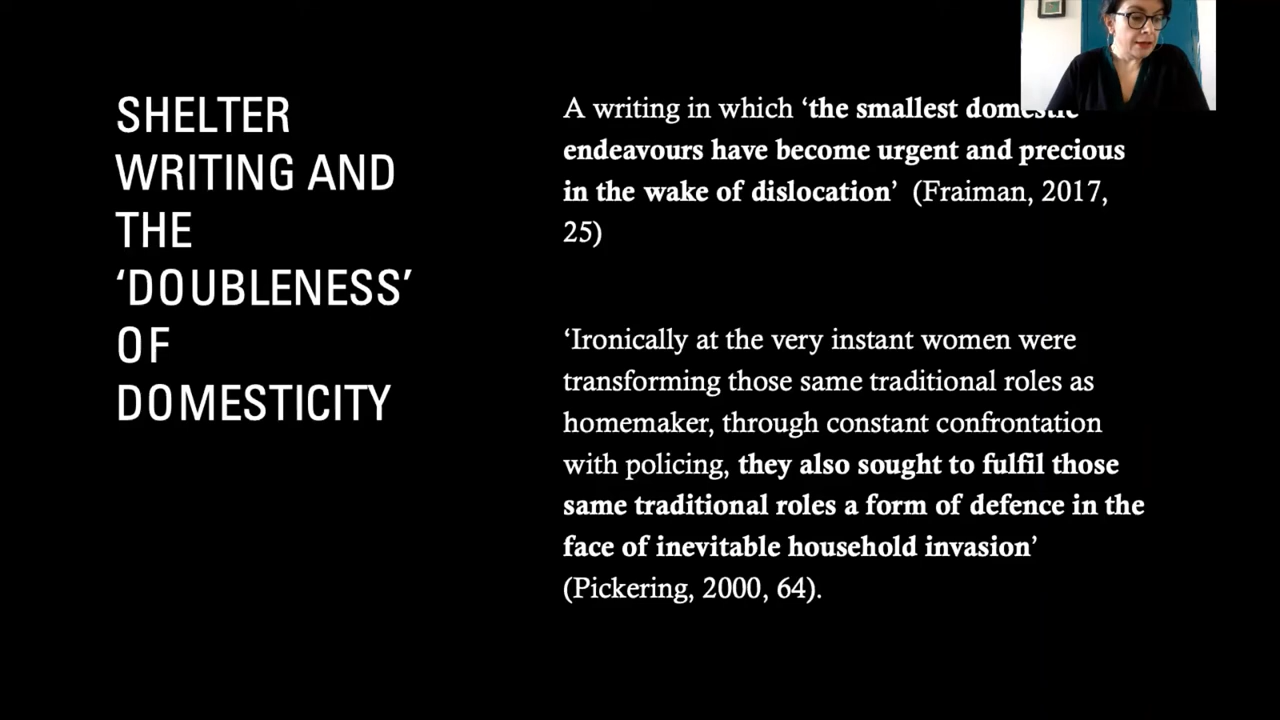 SHELTER
WRITING AND
THE
‘DOUBLENESS’
OF
DOMESTICITY
A writing in which ‘the smallest domestic
endeavours have become urgent and precious
in the wake of dislocation’ (Fraiman, 2017,
25)
‘Ironically at the very instant women were
transforming those same traditional roles as
homemaker, through constant confrontation
with policing, they also sought to fulfil those
same traditional roles a form of defence in the
face of inevitable household invasion’
(Pickering, 2000, 64).